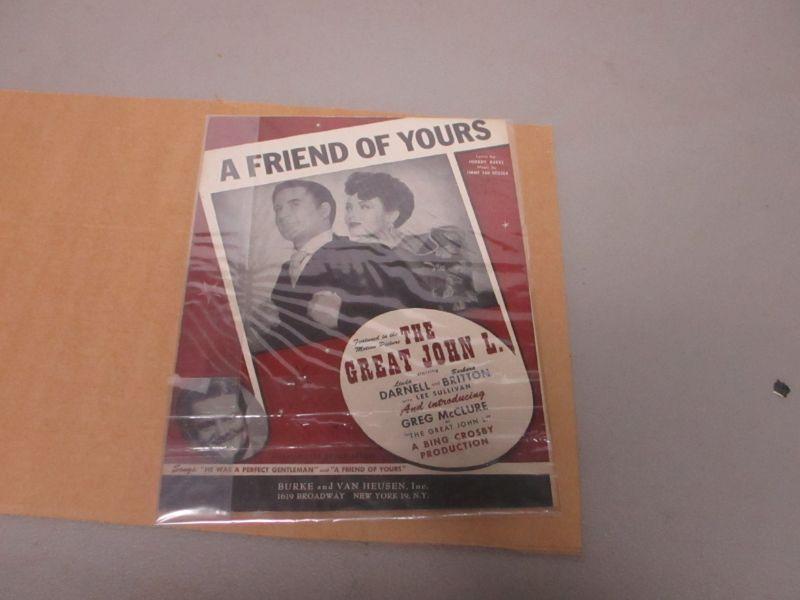 A FRIEND OF YOURS
Lyrics by
JOHNNY BURKE
Music by
JIMMY VAN HEUSEN
Featured in the
Motion Picture
THE
GREAT JOHN L.
starring
Linda DARNELL and Barbara BRITTON
with LEE SULLIVAN
And introducing
GREG McCLURE
as
"THE GREAT JOHN L"
A BING CROSBY
PRODUCTION
Songs: "HE WAS A PERFECT GENTLEMAN" and "A FRIEND OF YOURS"
BURKE and VAN HEUSEN, Inc.
1619 BROADWAY NEW YORK 19, N.Y.